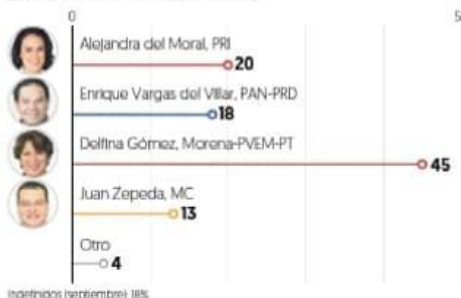 0
5
Alejandra del Moral, PRI
20
Enrique Vargas del Villar, PAN-PRD
18
Delfina Gómez, Morena-PVEM-PT
45
Juan Zepeda, MC
13
Otro
4
Indefinidos (septiembre): 18%